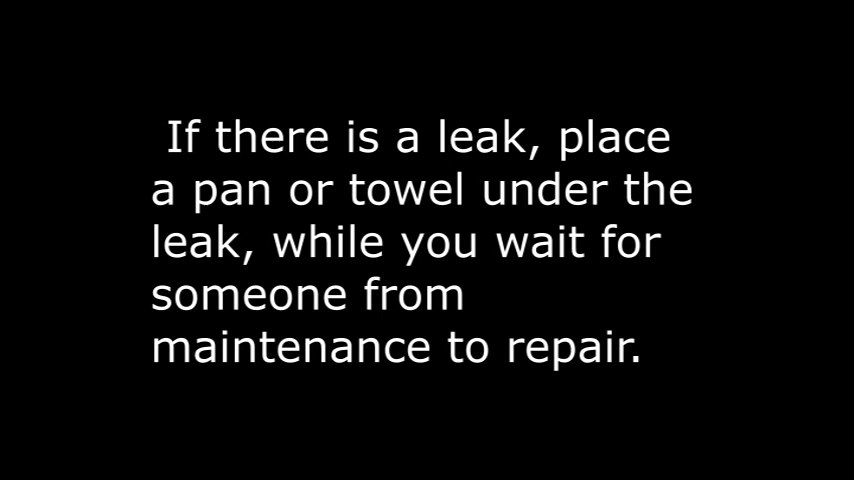 If there is a leak, place
a pan or towel under the
leak, while you wait for
someone from
maintenance to repair.